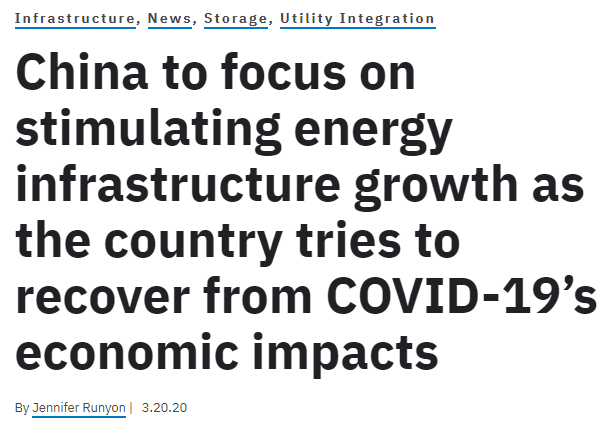 Infrastructure, News, Storage, Utility Integration
China to focus on
stimulating energy
infrastructure growth as
the country tries to
recover from COVID-19’s
economic impacts
By Jennifer Runyon | 3.20.20